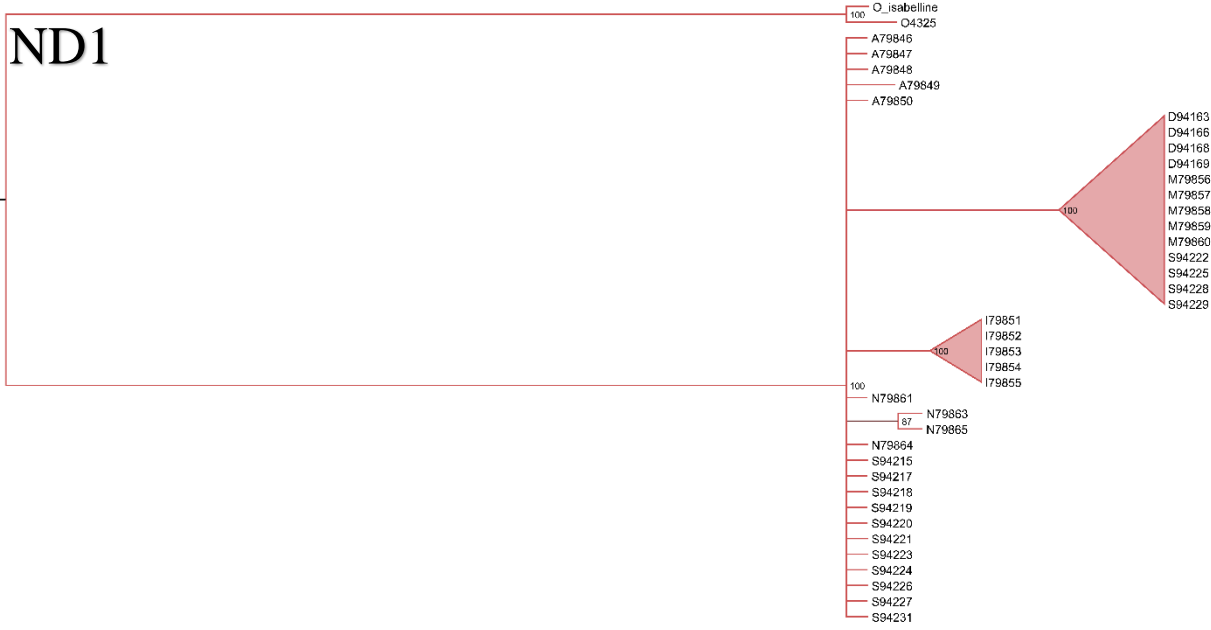 ND1
O_isabelline
100
O4325
A79846
A79847
A79848
A79849
A79850
D94163
D94166
D94168
D94169
M79856
M79857
M79858
100
M79859
M79860
S94222
S94225
S94228
S94229
I79851
I79852
100
I79853
I79854
I79855
100
N79861
N79863
87
N79865
N79864
S94215
S94217
S94218
S94219
S94220
S94221
S94223
S94224
S94226
S94227
S94231